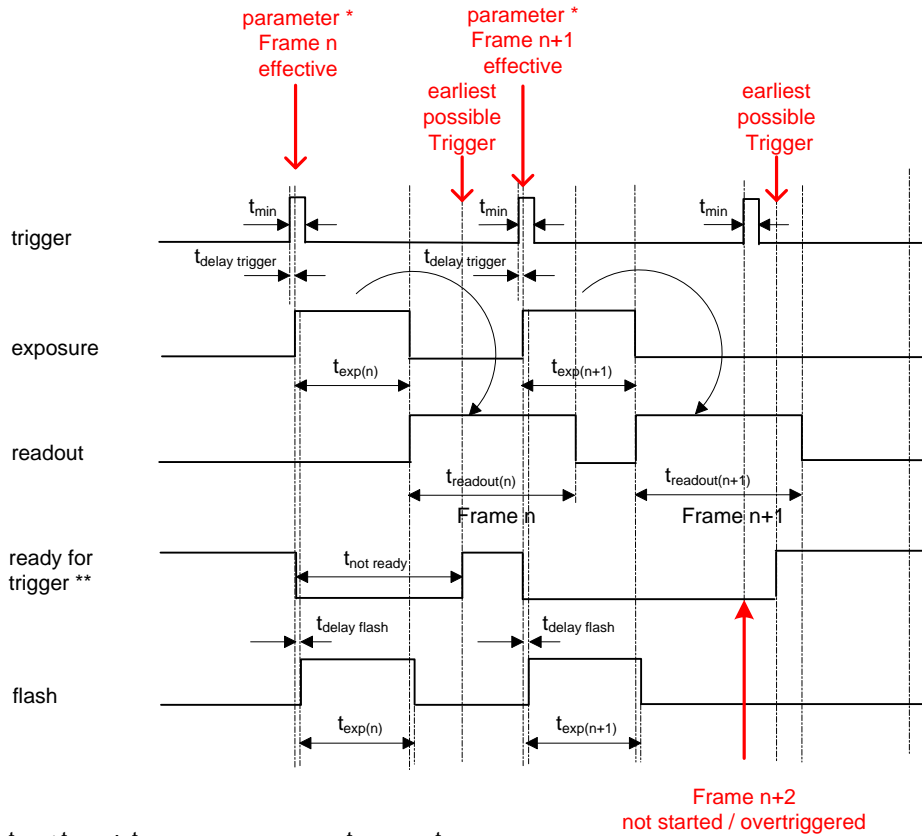 parameter *
Frame n
effective
parameter *
Frame n+1
effective
earliest
possible
Trigger
earliest
possible
Trigger
trigger
tmin
tmin
tmin
tdelay trigger
tdelay trigger
exposure
texp(n)
texp(n+1)
readout
treadout(n)
treadout(n+1)
Frame n
Frame n+1
ready for
trigger **
tnot ready
tdelay flash
tdelay flash
flash
texp(n)
texp(n+1)
Frame n+2
not started / overtriggered